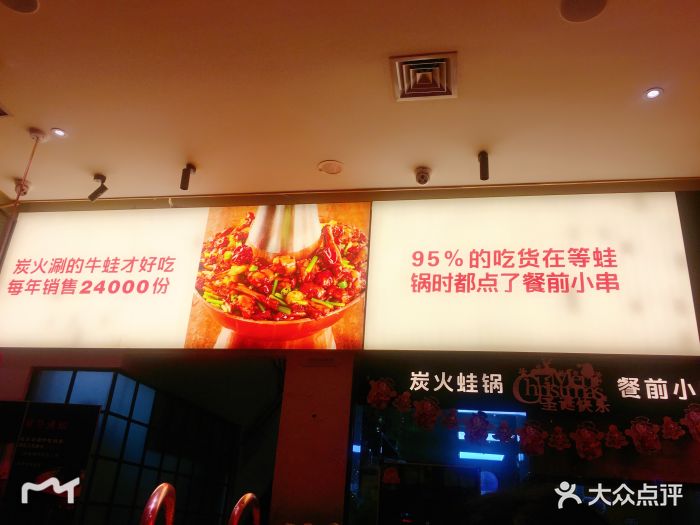 炭火涮的牛蛙才好吃
每年销售24000份
95%的吃货在等蛙
锅时都点了餐前小串
炭火蛙锅
Merry
Christmas
圣诞快乐
餐前小
大众点评